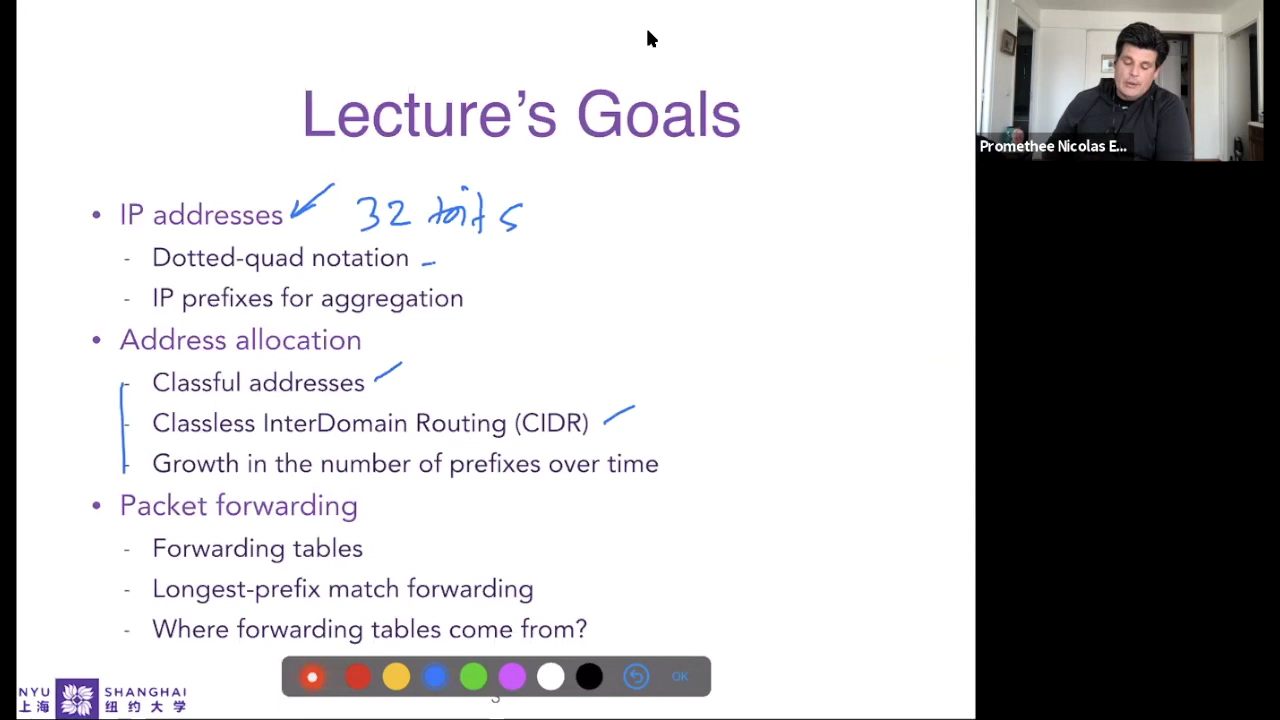 Lecture's Goals
Promethee Nicolas E...
• IP addresses 32 bits
- Dotted-quad notation
- IP prefixes for aggregation
• Address allocation
- Classful addresses
- Classless InterDomain Routing (CIDR)
- Growth in the number of prefixes over time
• Packet forwarding
- Forwarding tables
- Longest-prefix match forwarding
- Where forwarding tables come from?
OK
NYU SHANGHAI
上海 纽约大学